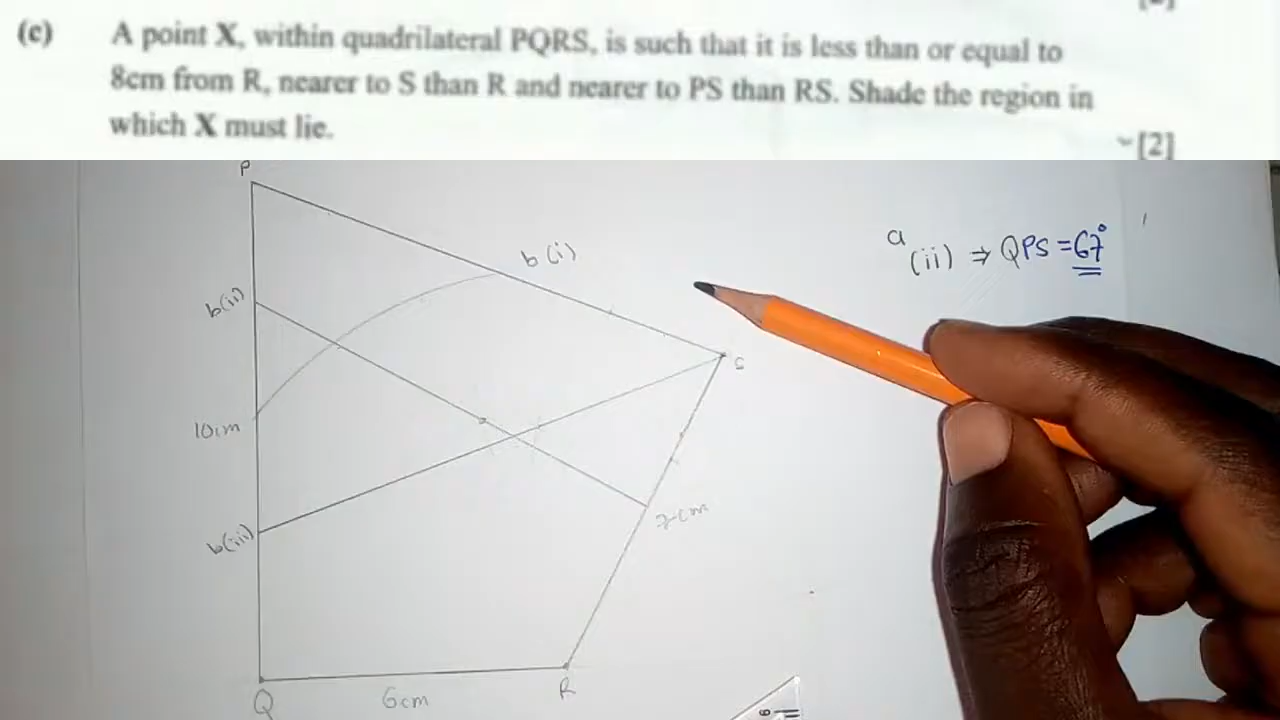 (c) A point X, within quadrilateral PQRS, is such that it is less than or equal to
8cm from R, nearer to S than R and nearer to PS than RS. Shade the region in
which X must lie.
[2]
P
a
(ii) ⇒ QPS = 67°
b(i)
b(ii)
S
10cm
7cm
b(iii)
Q
6cm
R